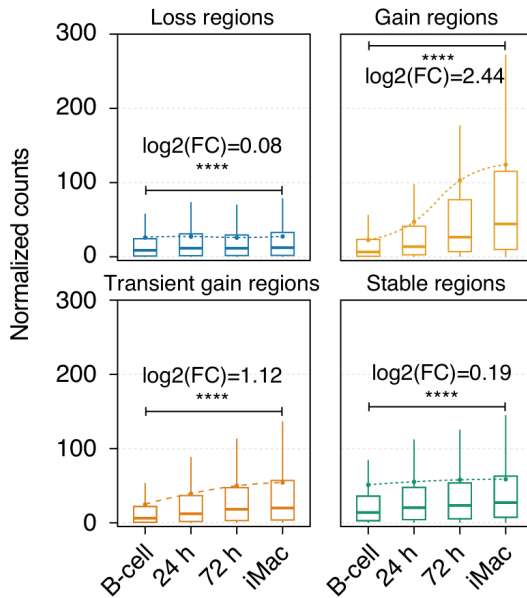 Loss regions
Gain regions
Normalized counts
300
200
100
0
log2(FC)=0.08
****
****
log2(FC)=2.44
Transient gain regions
Stable regions
300
200
100
0
log2(FC)=1.12
****
log2(FC)=0.19
****
B-cell
24 h
72 h
iMac
B-cell
24 h
72 h
iMac